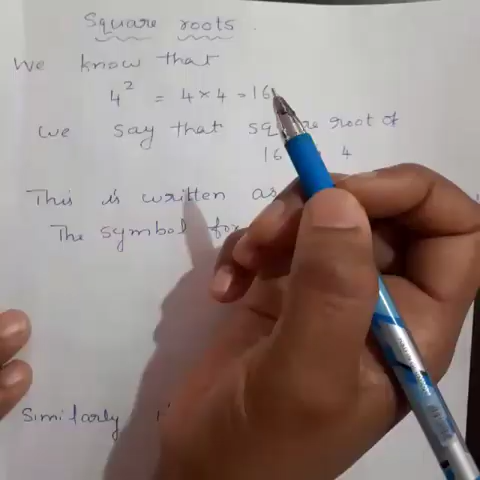 Square roots.
We know that
4² = 4 × 4 = 16
we say that square root of
16 4
This is written as
The symbol for
Similarly